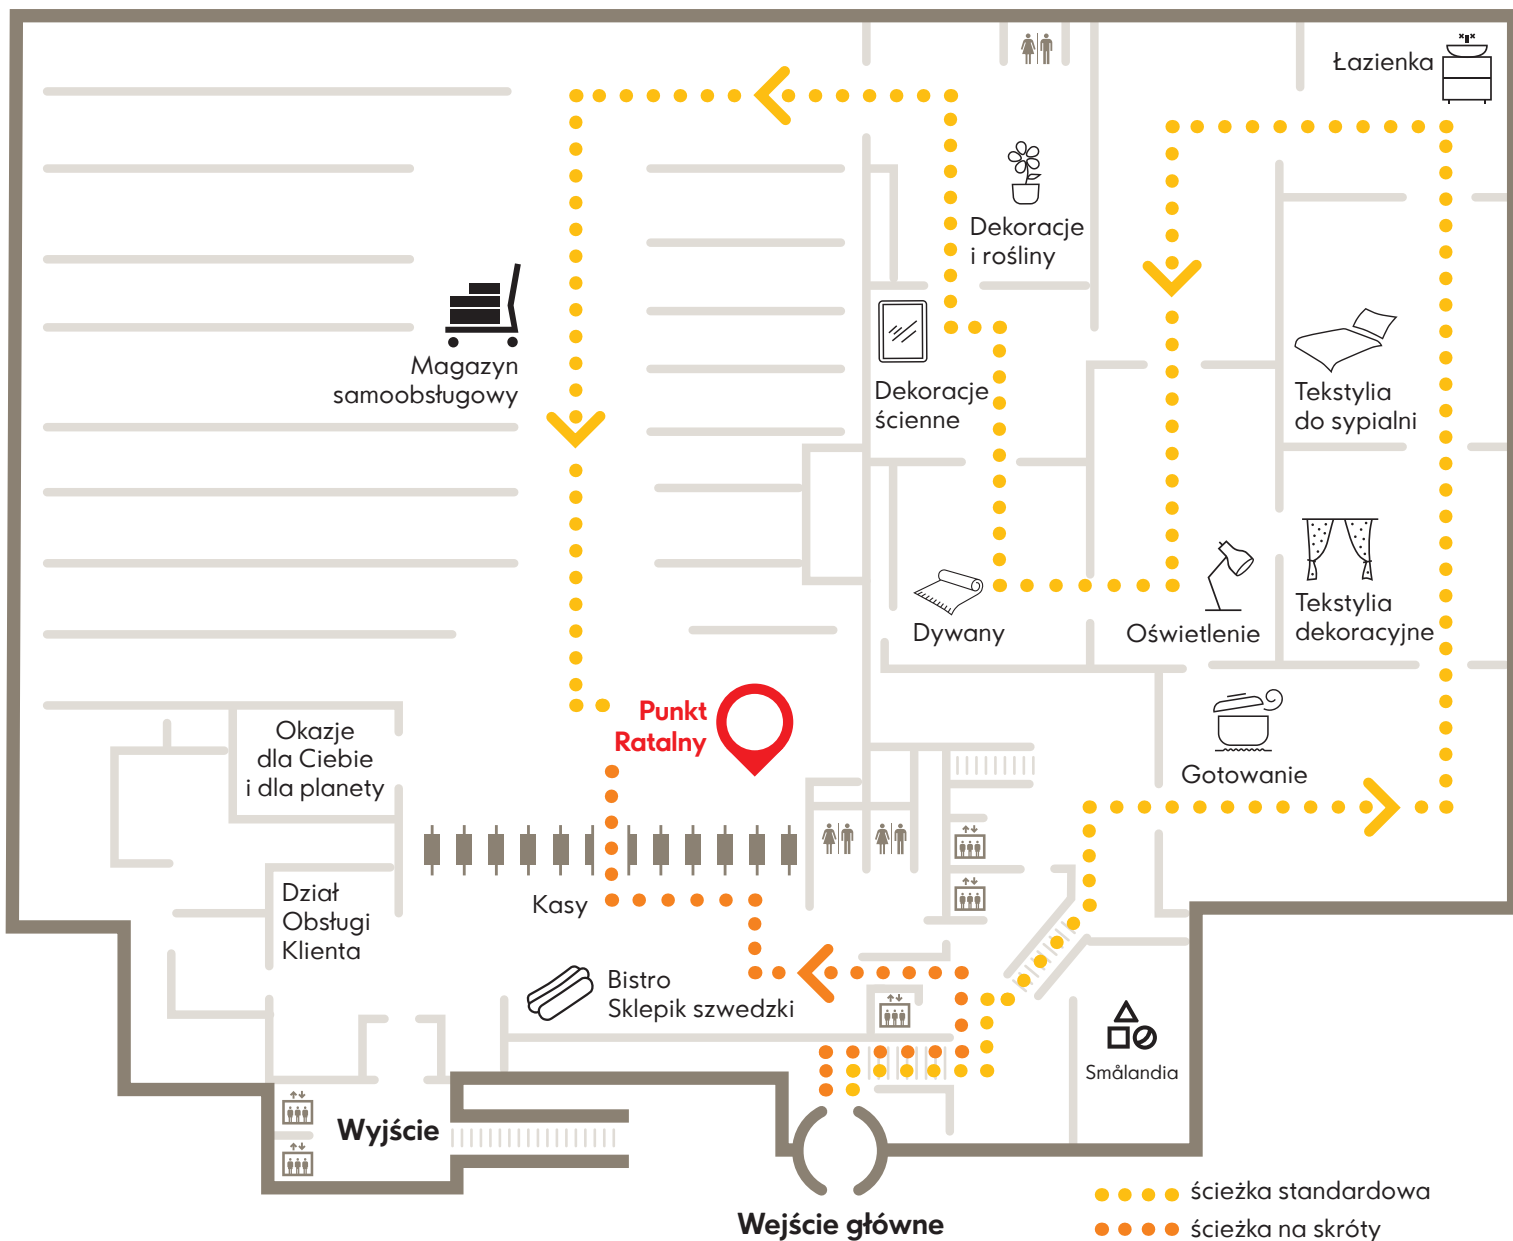 Łazienka
Dekoracje
i rośliny
Magazyn
samoobsługowy
Dekoracje
ścienne
Tekstylia
do sypialni
Dywany
Oświetlenie
Tekstylia
dekoracyjne
Punkt
Ratalny
Okazje
dla Ciebie
i dla planety
Gotowanie
Kasy
Dział
Obsługi
Klienta
Bistro
Sklepik szwedzki
Smålandia
Wyjście
Wejście główne
ścieżka standardowa
ścieżka na skróty